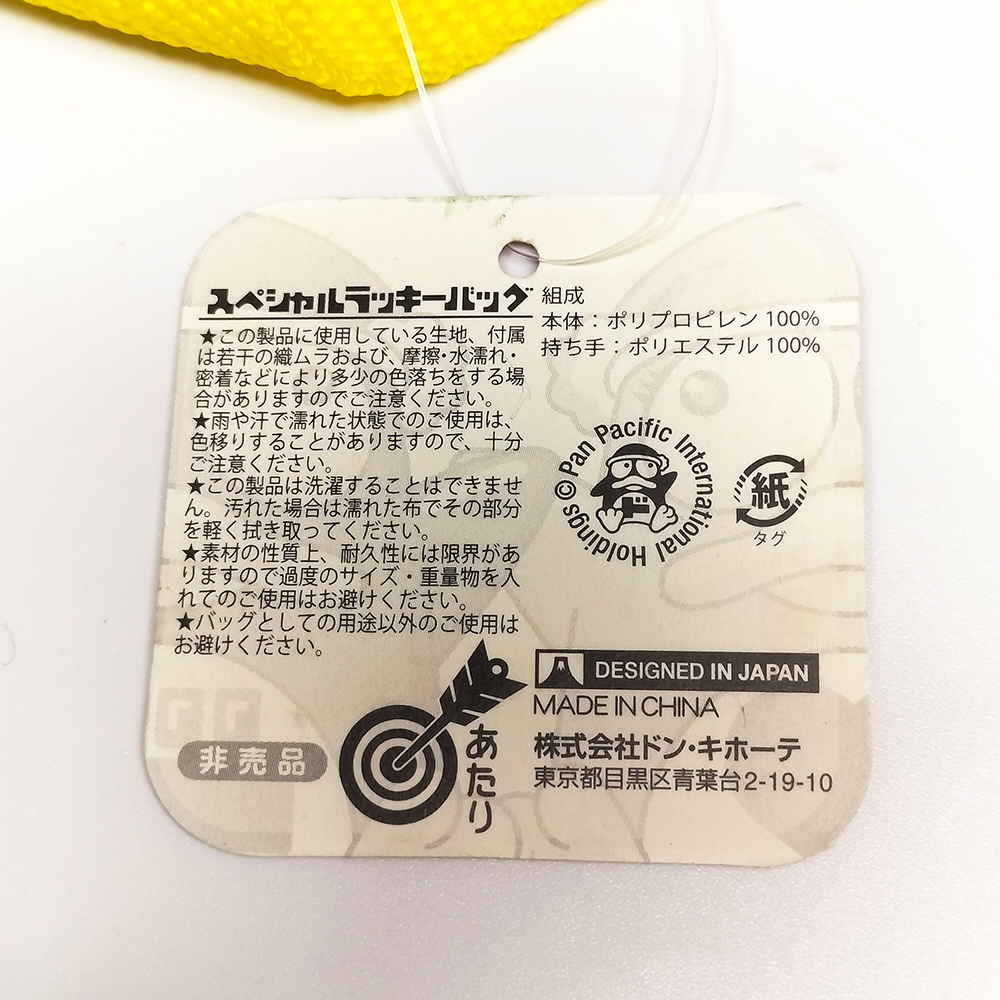 スペシャルラッキーバッグ
★この製品に使用している生地、付属
は若干の織ムラおよび、摩擦・水濡れ・
密着などにより多少の色落ちをする場
合がありますのでご注意ください。
★雨や汗で濡れた状態でのご使用は、
色移りすることがありますので、十分
ご注意ください。
★この製品は洗濯することはできませ
ん。汚れた場合は濡れた布でその部分
を軽く拭き取ってください。
★素材の性質上、耐久性には限界があ
りますので過度のサイズ・重量物を入
れてのご使用はお避けください。
★バッグとしての用途以外のご使用は
お避けください。
非売品
あたり
組成
本体：ポリプロピレン 100%
持ち手：ポリエステル 100%
©Pan Pacific International Holdings
ド
紙
タグ
DESIGNED IN JAPAN
MADE IN CHINA
株式会社ドン・キホーテ
東京都目黒区青葉台2-19-10